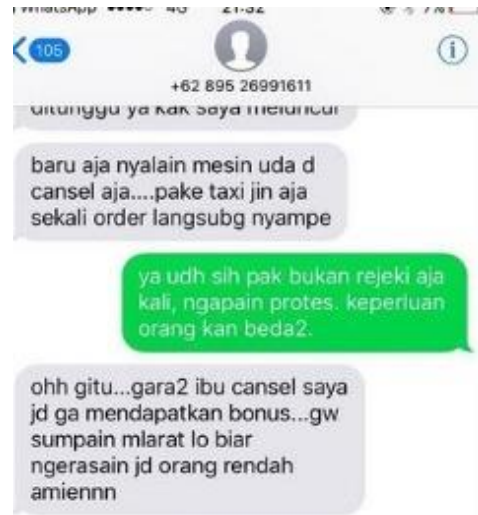 WhatsApp 4G 21:32
105
+62 895 26991611
ditunggu ya kak saya meluncur
baru aja nyalain mesin uda d
cansel aja....pake taxi jin aja
sekali order langsubg nyampe
ya udh sih pak bukan rejeki aja
kali, ngapain protes. keperluan
orang kan beda2.
ohh gitu...gara2 ibu cansel saya
jd ga mendapatkan bonus...gw
sumpain mlarat lo biar
ngerasain jd orang rendah
amiennn